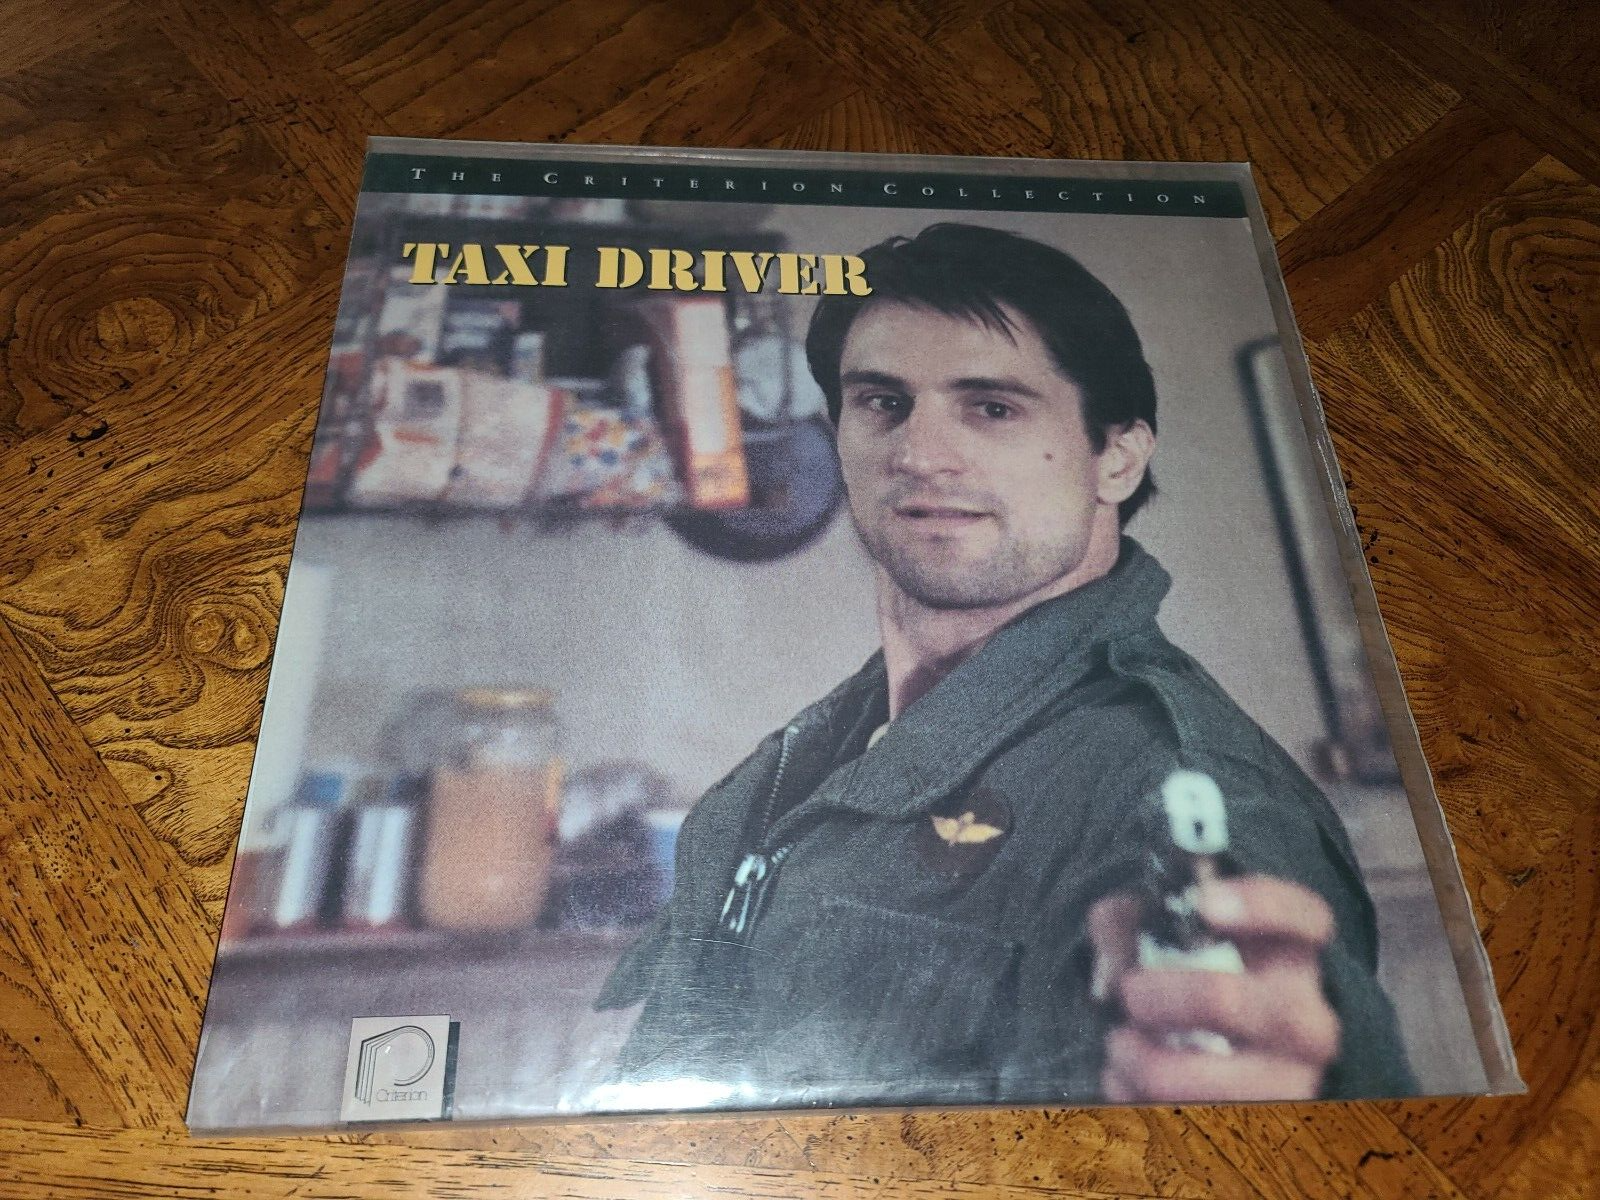 THE CRITERION COLLECTION
TAXI DRIVER
Criterion